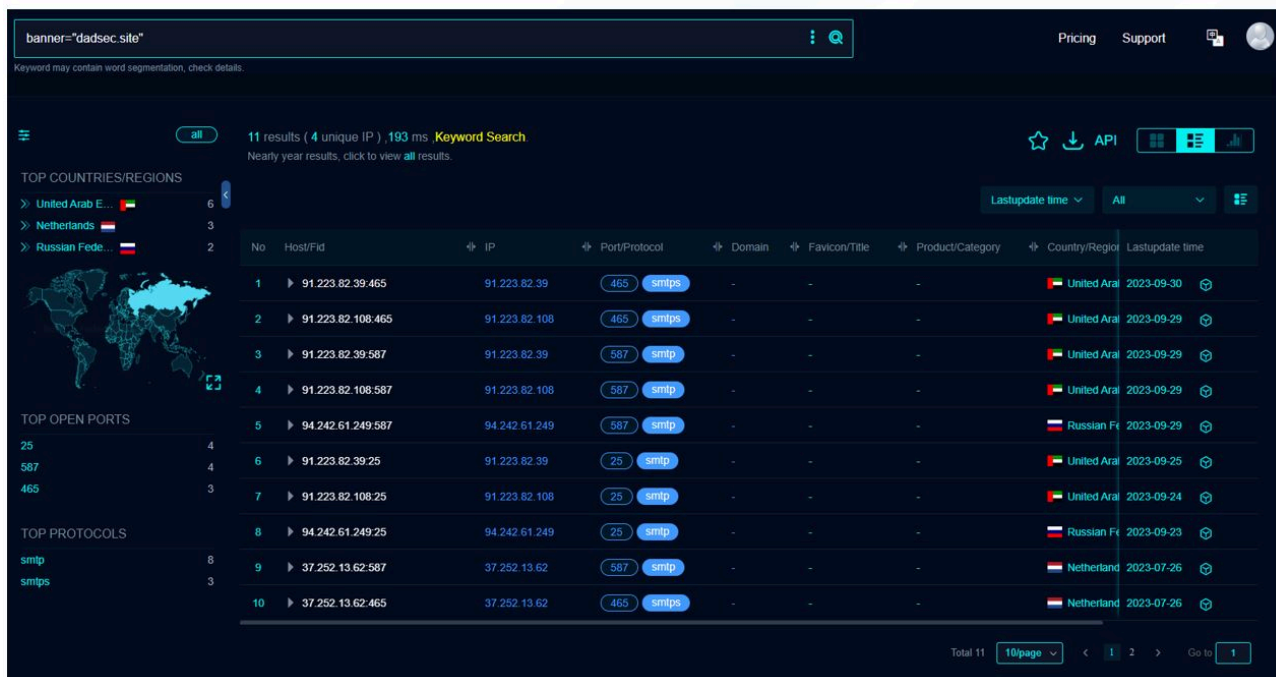 banner="dadsec.site"
Pricing Support
Keyword may contain word segmentation, check details.
all
11 results ( 4 unique IP ) ,193 ms ,Keyword Search.
API
Nearly year results, click to view all results.
TOP COUNTRIES/REGIONS
United Arab E... 6
Netherlands 3
Russian Fede... 2
Lastupdate time All
No Host/Fid IP Port/Protocol Domain Favicon/Title Product/Category Country/Region Lastupdate time
1 91.223.82.39:465 91.223.82.39 465 smtps - - - United Aral 2023-09-30
2 91.223.82.108:465 91.223.82.108 465 smtps - - - United Aral 2023-09-29
3 91.223.82.39:587 91.223.82.39 587 smtp - - - United Aral 2023-09-29
4 91.223.82.108:587 91.223.82.108 587 smtp - - - United Aral 2023-09-29
5 94.242.61.249:587 94.242.61.249 587 smtp - - - Russian Fe 2023-09-29
6 91.223.82.39:25 91.223.82.39 25 smtp - - - United Aral 2023-09-25
7 91.223.82.108:25 91.223.82.108 25 smtp - - - United Aral 2023-09-24
8 94.242.61.249:25 94.242.61.249 25 smtp - - - Russian Fe 2023-09-23
9 37.252.13.62:587 37.252.13.62 587 smtp - - - Netherland 2023-07-26
10 37.252.13.62:465 37.252.13.62 465 smtps - - - Netherland 2023-07-26
TOP OPEN PORTS
25 4
587 4
465 3
TOP PROTOCOLS
smtp 8
smtps 3
Total 11 10/page 1 2 Go to 1